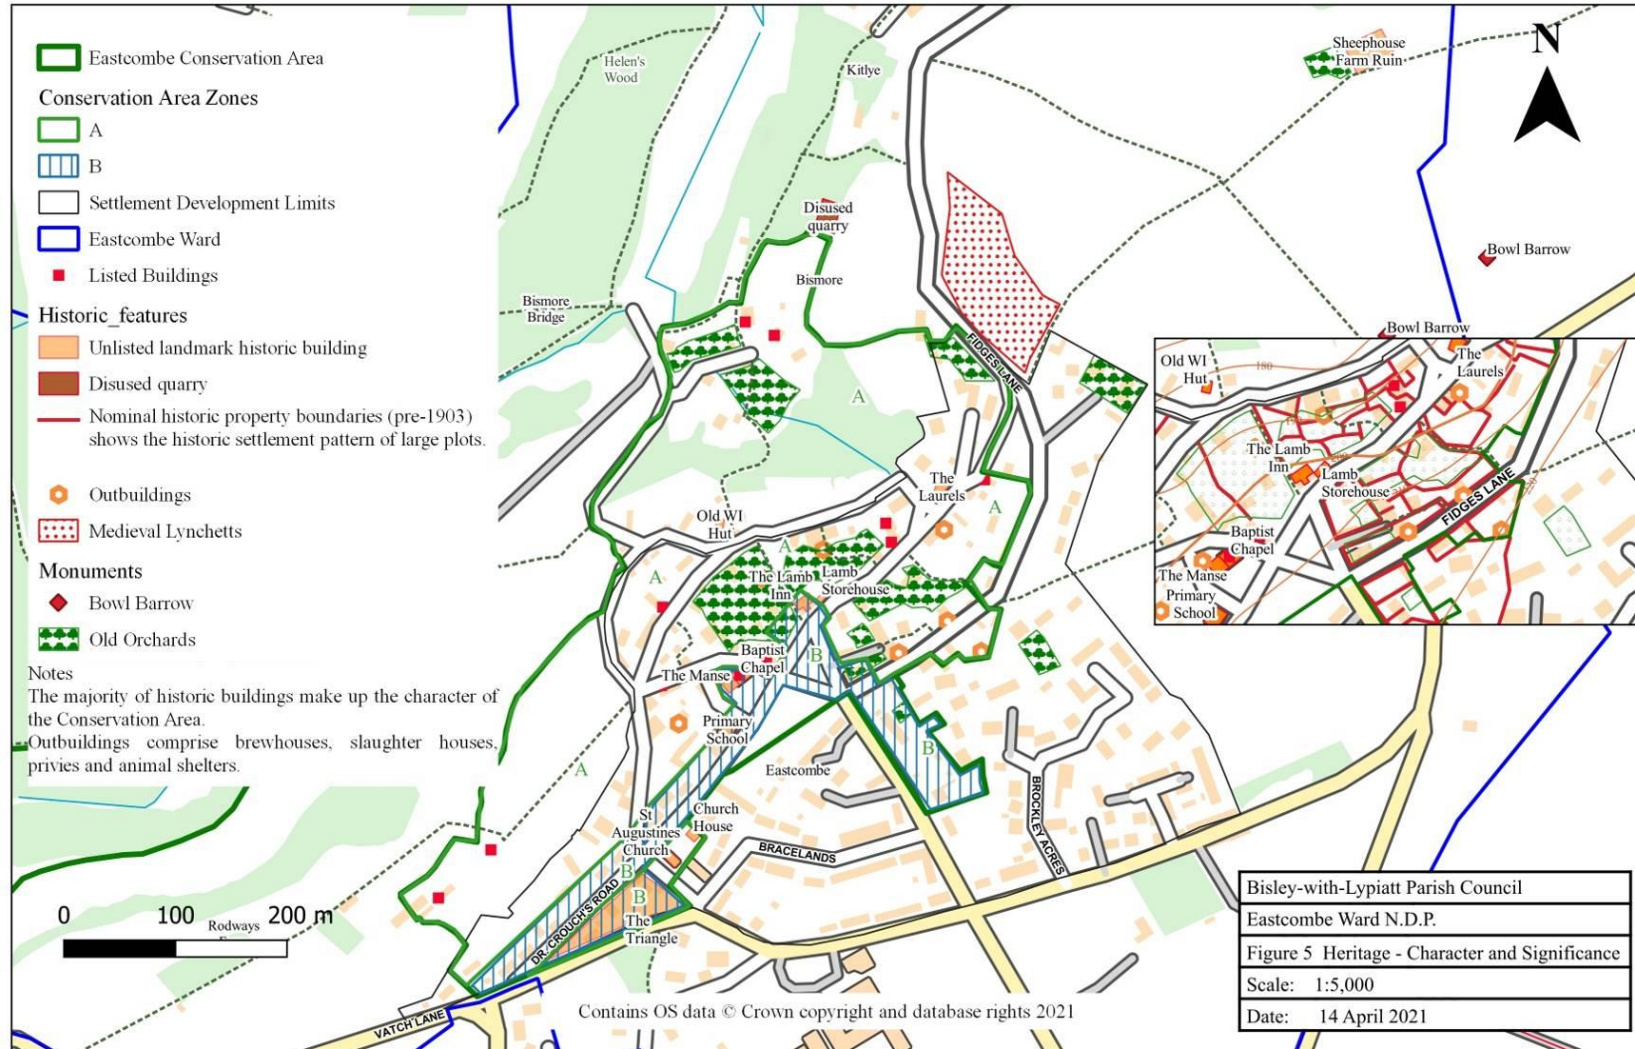 Eastcombe Conservation Area
Conservation Area Zones
A
B
Settlement Development Limits
Eastcombe Ward
Listed Buildings
Historic_features
Unlisted landmark historic building
Disused quarry
Nominal historic property boundaries (pre-1903)
shows the historic settlement pattern of large plots.
Outbuildings
Medieval Lynchetts
Monuments
Bowl Barrow
Old Orchards
Notes
The majority of historic buildings make up the character of
the Conservation Area.
Outbuildings comprise brewhouses, slaughter houses,
privies and animal shelters.
0 100 200 m
Rodways
Helen's
Wood
Kitlye
Sheephouse
Farm Ruin
N
Disused
quarry
Bismore
Bismore
Bridge
Bowl Barrow
Bowl Barrow
FIDGES LANE
A
The
Laurels
A
Old WI
Hut
A
A
The Lamb
Inn
Lamb
Storehouse
Baptist
Chapel
B
The Manse
Primary
School
B
A
Eastcombe
BROCKLEY ACRES
St
Augustines
Church
Church
House
BRACELANDS
B
B
DR. CROUCH'S ROAD
The
Triangle
VATCH LANE
Old WI
Hut
180
The
Laurels
The Lamb
Inn
Lamb
Storehouse
FIDGES LANE
Baptist
Chapel
The Manse
Primary
School
Contains OS data © Crown copyright and database rights 2021
Bisley-with-Lypiatt Parish Council
Eastcombe Ward N.D.P.
Figure 5 Heritage - Character and Significance
Scale: 1:5,000
Date: 14 April 2021